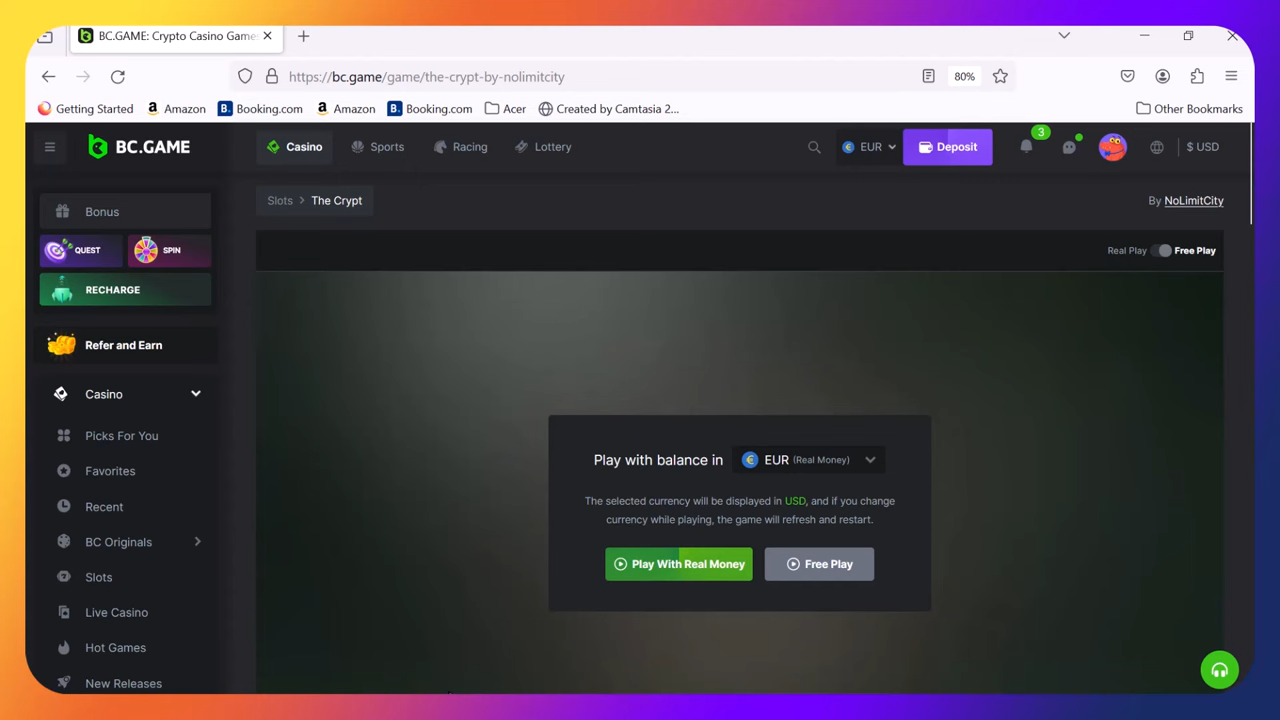 BC.GAME: Crypto Casino Game
https://bc.game/game/the-crypt-by-nolimitcity
80%
Getting Started
Amazon
Booking.com
Amazon
Booking.com
Acer
Created by Camtasia 2...
Other Bookmarks
BC.GAME
Casino
Sports
Racing
Lottery
EUR
Deposit
3
$ USD
Bonus
QUEST
SPIN
RECHARGE
Refer and Earn
Casino
Picks For You
Favorites
Recent
BC Originals
Slots
Live Casino
Hot Games
New Releases
Slots > The Crypt
By NoLimitCity
Real Play
Free Play
Play with balance in
EUR (Real Money)
The selected currency will be displayed in USD, and if you change
currency while playing, the game will refresh and restart.
Play With Real Money
Free Play